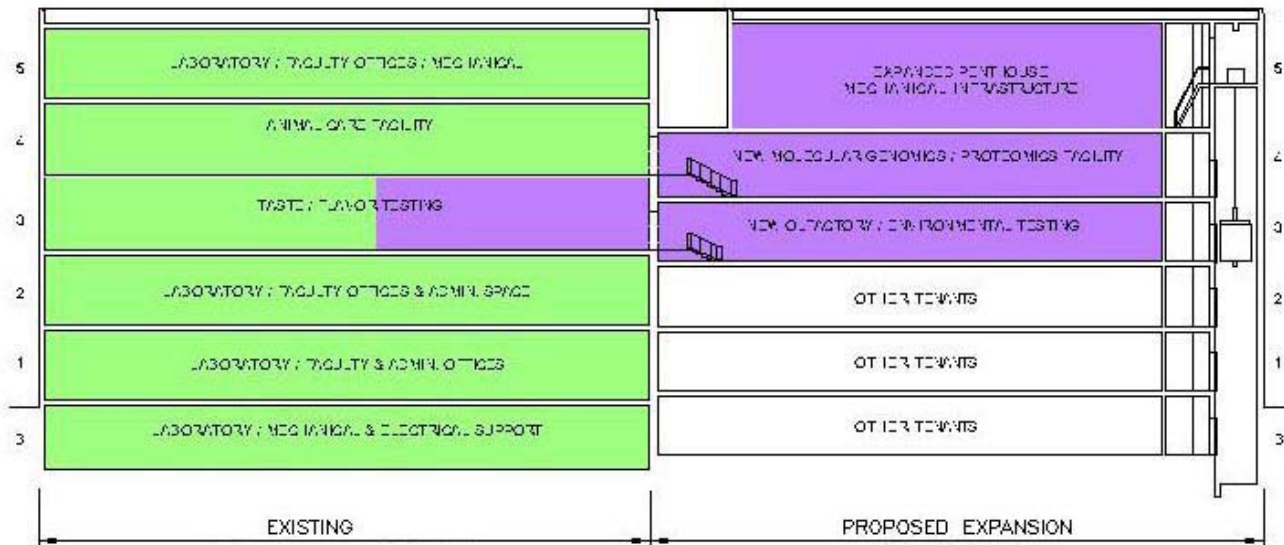 5
LABORATORY / FACULTY OFFICES / MECHANICAL
EXPANDED PENTHOUSE
MECHANICAL INFRASTRUCTURE
5
4
ANIMAL CARE FACILITY
NEW MOLECULAR GENOMICS / PROTEOMICS FACILITY
4
3
TASTE / FLAVOR TESTING
NEW OLFACTORY / ENVIRONMENTAL TESTING
3
2
LABORATORY / FACULTY OFFICES & ADMIN. SPACE
OTHER TENANTS
2
1
LABORATORY / FACULTY & ADMIN. OFFICES
OTHER TENANTS
1
LABORATORY / MECHANICAL & ELECTRICAL SUPPORT
OTHER TENANTS
EXISTING
PROPOSED EXPANSION